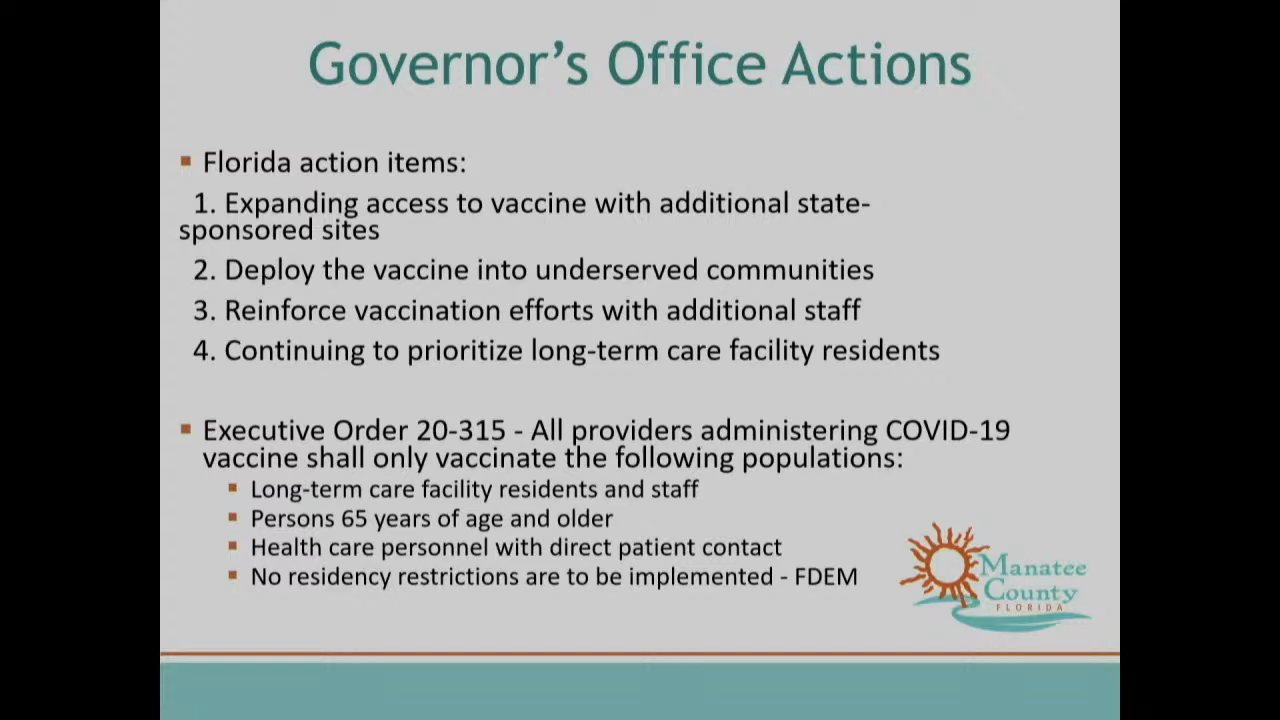 Governor's Office Actions
▪ Florida action items:
1. Expanding access to vaccine with additional state-
sponsored sites
2. Deploy the vaccine into underserved communities
3. Reinforce vaccination efforts with additional staff
4. Continuing to prioritize long-term care facility residents
▪ Executive Order 20-315 - All providers administering COVID-19
vaccine shall only vaccinate the following populations:
▪ Long-term care facility residents and staff
▪ Persons 65 years of age and older
▪ Health care personnel with direct patient contact
▪ No residency restrictions are to be implemented - FDEM
Manatee
County
FLORIDA